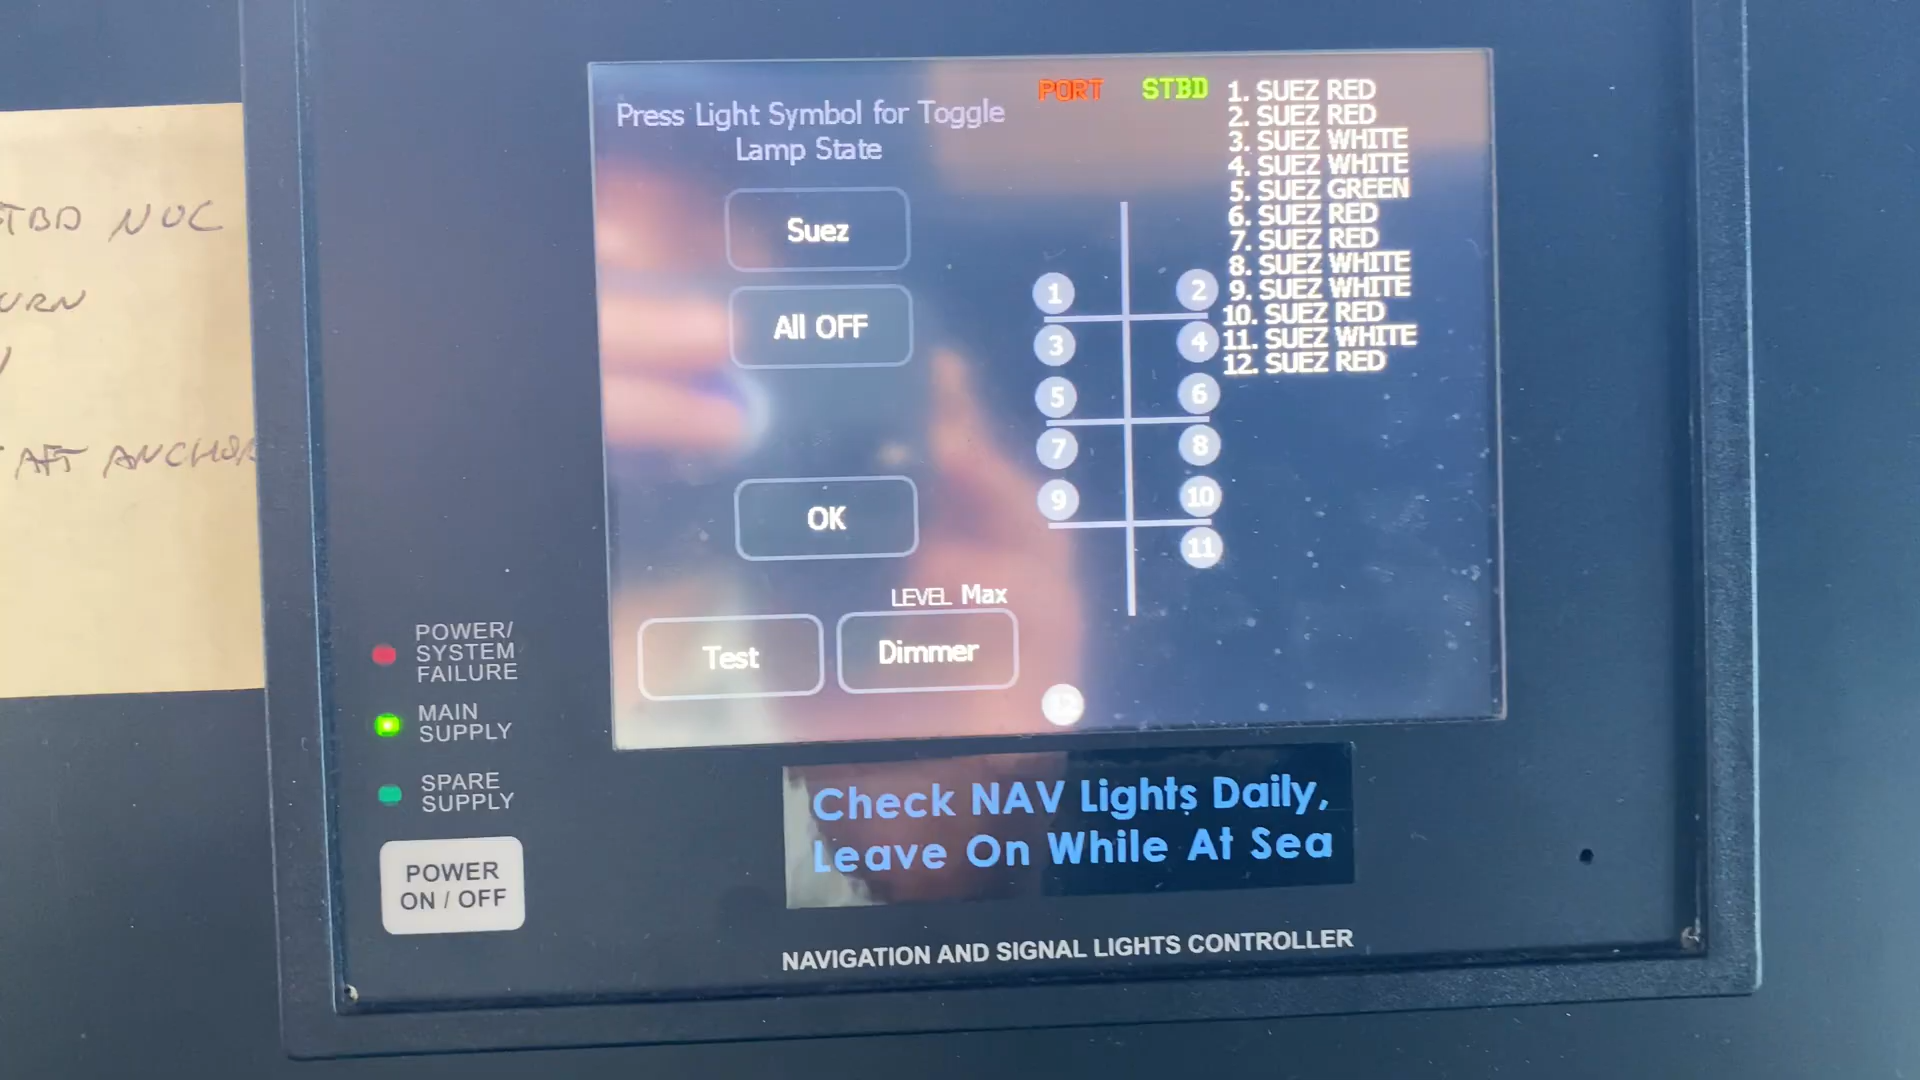 TBD NUC
URN
AFT ANCHOR
Press Light Symbol for Toggle
Lamp State
Suez
All OFF
OK
LEVEL Max
Test
Dimmer
PORT STBD
1 2
3 4
5 6
7 8
9 10
11
1. SUEZ RED
2. SUEZ RED
3. SUEZ WHITE
4. SUEZ WHITE
5. SUEZ GREEN
6. SUEZ RED
7. SUEZ RED
8. SUEZ WHITE
9. SUEZ WHITE
10. SUEZ RED
11. SUEZ WHITE
12. SUEZ RED
POWER/
SYSTEM
FAILURE
MAIN
SUPPLY
SPARE
SUPPLY
POWER
ON / OFF
Check NAV Lights Daily,
Leave On While At Sea
NAVIGATION AND SIGNAL LIGHTS CONTROLLER